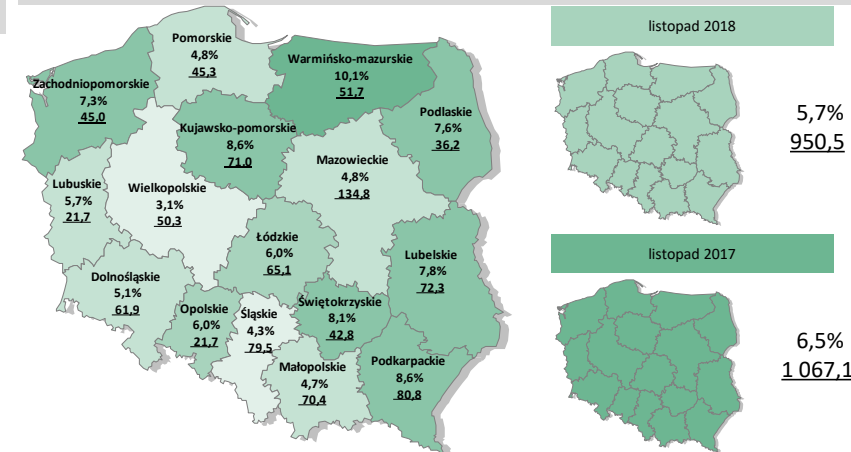 Pomorskie
4,8%
45,3
Warmińsko-mazurskie
10,1%
51,7
Zachodniopomorskie
7,3%
45,0
Podlaskie
7,6%
36,2
Kujawsko-pomorskie
8,6%
71,0
Mazowieckie
4,8%
134,8
Lubuskie
5,7%
21,7
Wielkopolskie
3,1%
50,3
Łódzkie
6,0%
65,1
Lubelskie
7,8%
72,3
Dolnośląskie
5,1%
61,9
Opolskie
6,0%
21,7
Śląskie
4,3%
79,5
Świętokrzyskie
8,1%
42,8
Małopolskie
4,7%
70,4
Podkarpackie
8,6%
80,8
listopad 2018
5,7%
950,5
listopad 2017
6,5%
1 067,1